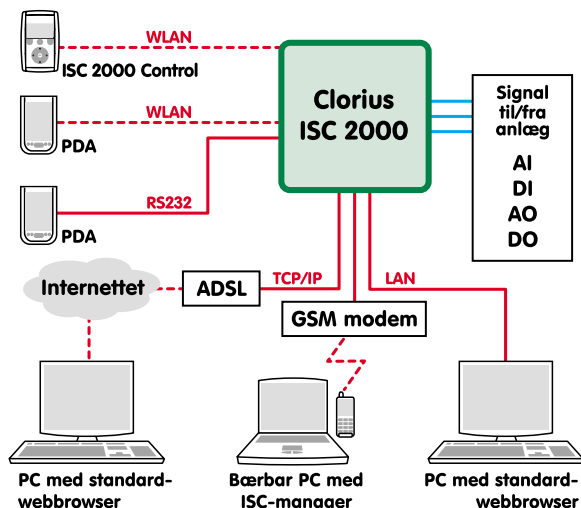 WLAN
ISC 2000 Control
WLAN
PDA
RS232
PDA
Clorius
ISC 2000
Signal
til/fra
anlæg
AI
DI
AO
DO
Internettet
ADSL
TCP/IP
LAN
GSM modem
PC med standard-
webbrowser
Bærbar PC med
ISC-manager
PC med standard-
webbrowser